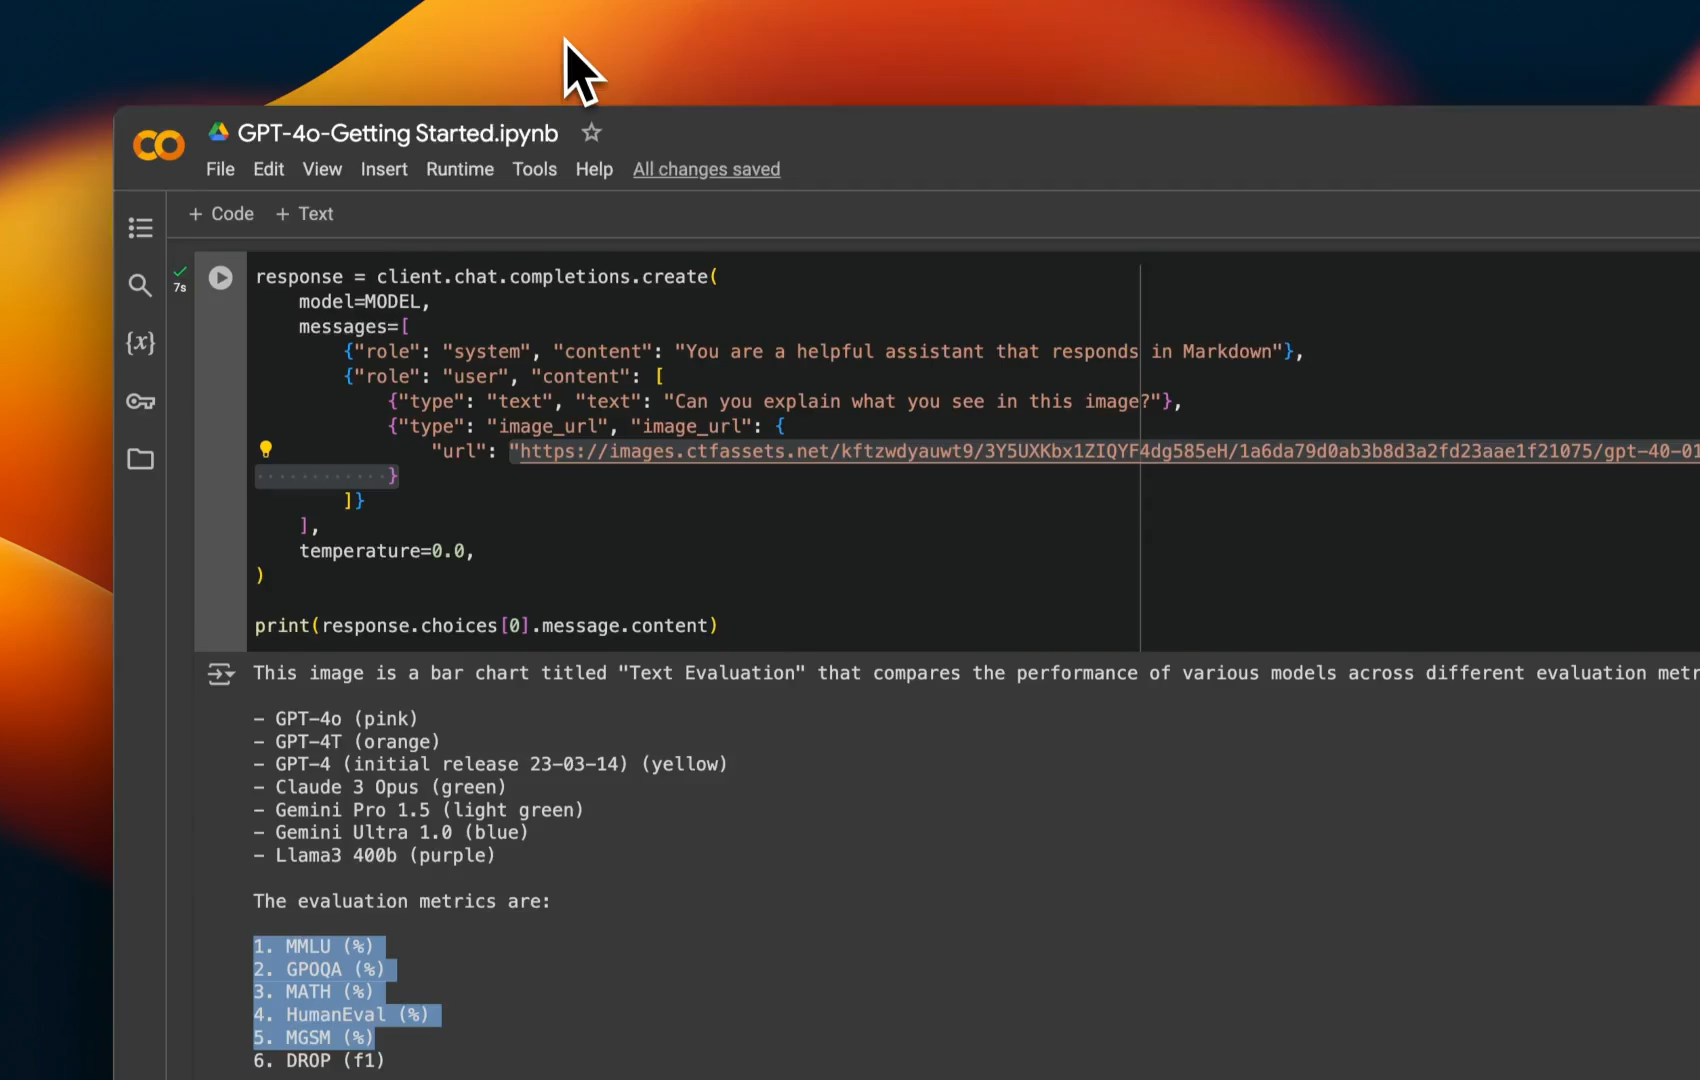 GPT-4o-Getting Started.ipynb
File Edit View Insert Runtime Tools Help All changes saved
+ Code + Text
7s
response = client.chat.completions.create(
model=MODEL,
messages=[
{"role": "system", "content": "You are a helpful assistant that responds in Markdown"},
{"role": "user", "content": [
{"type": "text", "text": "Can you explain what you see in this image?"},
{"type": "image_url", "image_url": {
"url": "https://images.ctfassets.net/kftzwdyauwt9/3Y5UXKbx1ZIQYF4dg585eH/1a6da79d0ab3b8d3a2fd23aae1f21075/gpt-40-01
}
]}
],
temperature=0.0,
)
print(response.choices[0].message.content)
This image is a bar chart titled "Text Evaluation" that compares the performance of various models across different evaluation metr
- GPT-4o (pink)
- GPT-4T (orange)
- GPT-4 (initial release 23-03-14) (yellow)
- Claude 3 Opus (green)
- Gemini Pro 1.5 (light green)
- Gemini Ultra 1.0 (blue)
- Llama3 400b (purple)
The evaluation metrics are:
1. MMLU (%)
2. GPOQA (%)
3. MATH (%)
4. HumanEval (%)
5. MGSM (%)
6. DROP (f1)